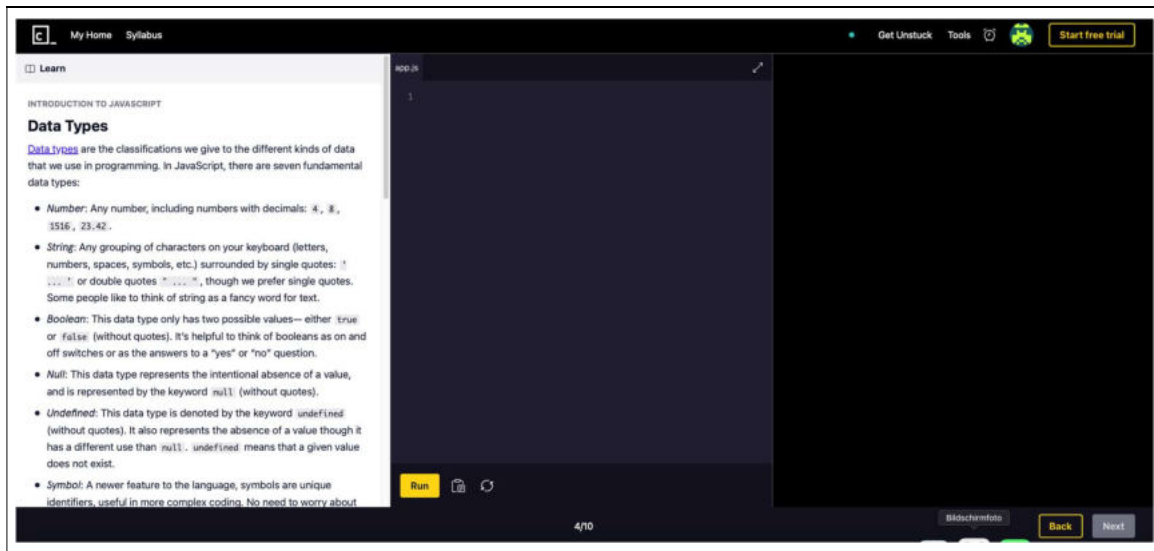 C_ My Home Syllabus Get Unstuck Tools Start free trial
Learn
INTRODUCTION TO JAVASCRIPT
Data Types
Data types are the classifications we give to the different kinds of data
that we use in programming. In JavaScript, there are seven fundamental
data types:
• Number: Any number, including numbers with decimals: 4, 8,
1516, 23.42.
• String: Any grouping of characters on your keyboard (letters,
numbers, spaces, symbols, etc.) surrounded by single quotes: '
... ' or double quotes " ... ", though we prefer single quotes.
Some people like to think of string as a fancy word for text.
• Boolean: This data type only has two possible values— either true
or false (without quotes). It's helpful to think of booleans as on and
off switches or as the answers to a "yes" or "no" question.
• Null: This data type represents the intentional absence of a value,
and is represented by the keyword null (without quotes).
• Undefined: This data type is denoted by the keyword undefined
(without quotes). It also represents the absence of a value though it
has a different use than null. undefined means that a given value
does not exist.
• Symbol: A newer feature to the language, symbols are unique
identifiers, useful in more complex coding. No need to worry about
app.js
1
Run
4/10
Bildschirmfoto
Back Next